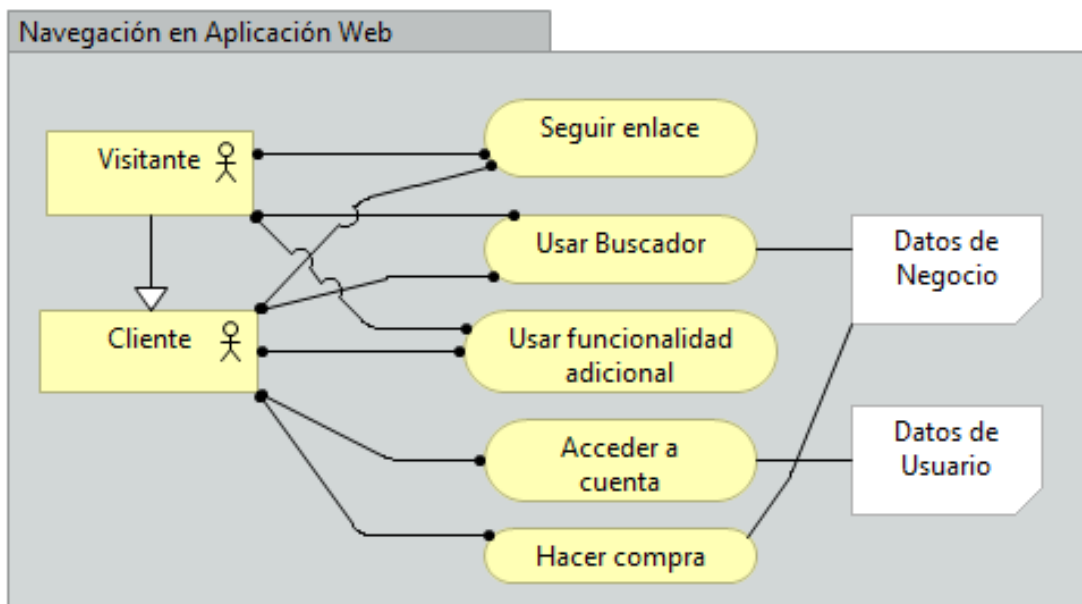 Navegación en Aplicación Web
Visitante
Seguir enlace
Usar Buscador
Datos de
Negocio
Cliente
Usar funcionalidad
adicional
Acceder a
cuenta
Datos de
Usuario
Hacer compra